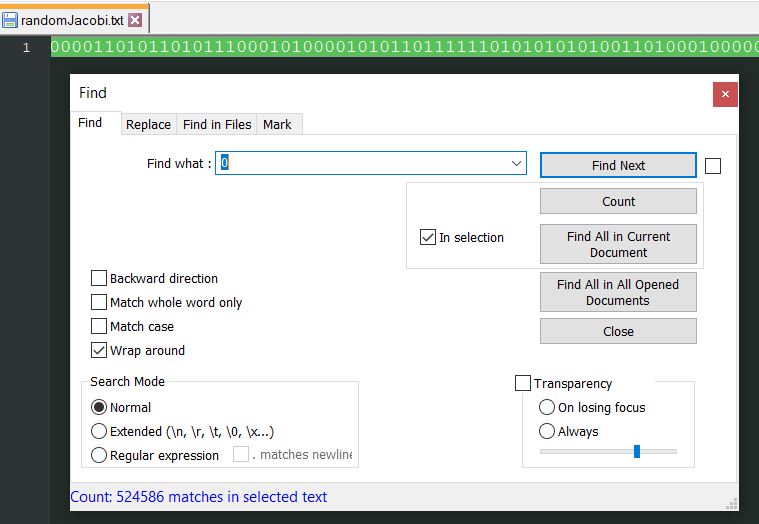 randomJacobi.txt
1 000011010110101110001010000101011011111101010101010011010001000000
Find
Find
Replace
Find in Files
Mark
Find what : 0
Find Next
Count
In selection
Find All in Current
Document
Find All in All Opened
Documents
Close
Backward direction
Match whole word only
Match case
Wrap around
Search Mode
Normal
Extended (\n, \r, \t, \0, \x...)
Regular expression
. matches newline
Transparency
On losing focus
Always
Count: 524586 matches in selected text